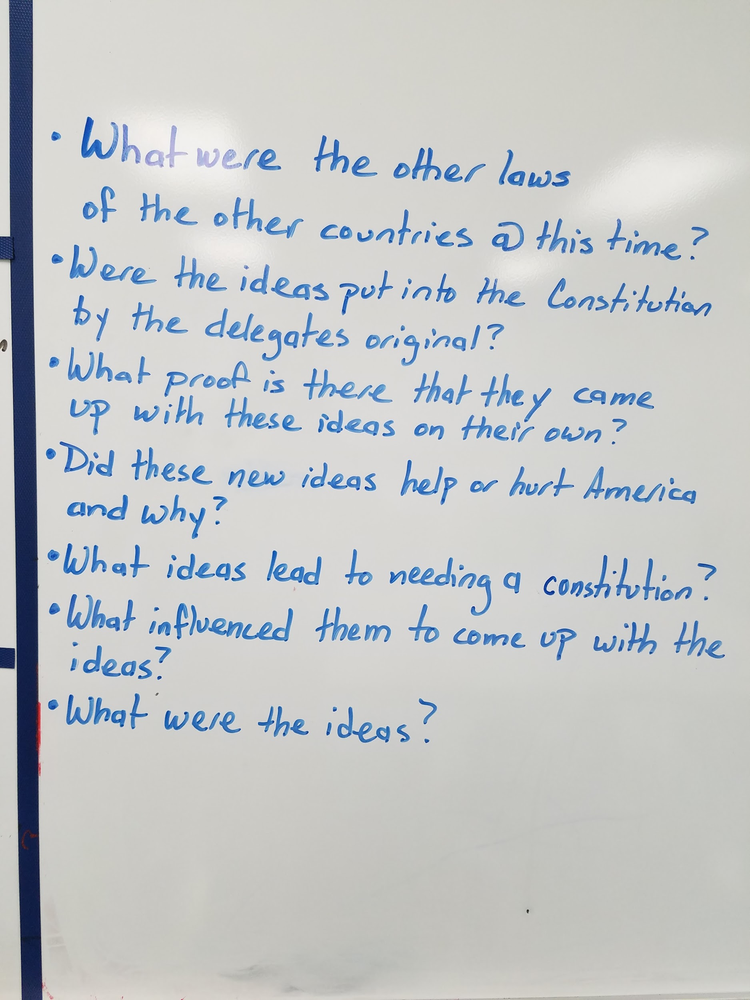 • What were the other laws
of the other countries @ this time?
• Were the ideas put into the Constitution
by the delegates original?
• What proof is there that they came
up with these ideas on their own?
• Did these new ideas help or hurt America
and why?
• What ideas lead to needing a constitution?
• What influenced them to come up with the
ideas?
• What were the ideas?